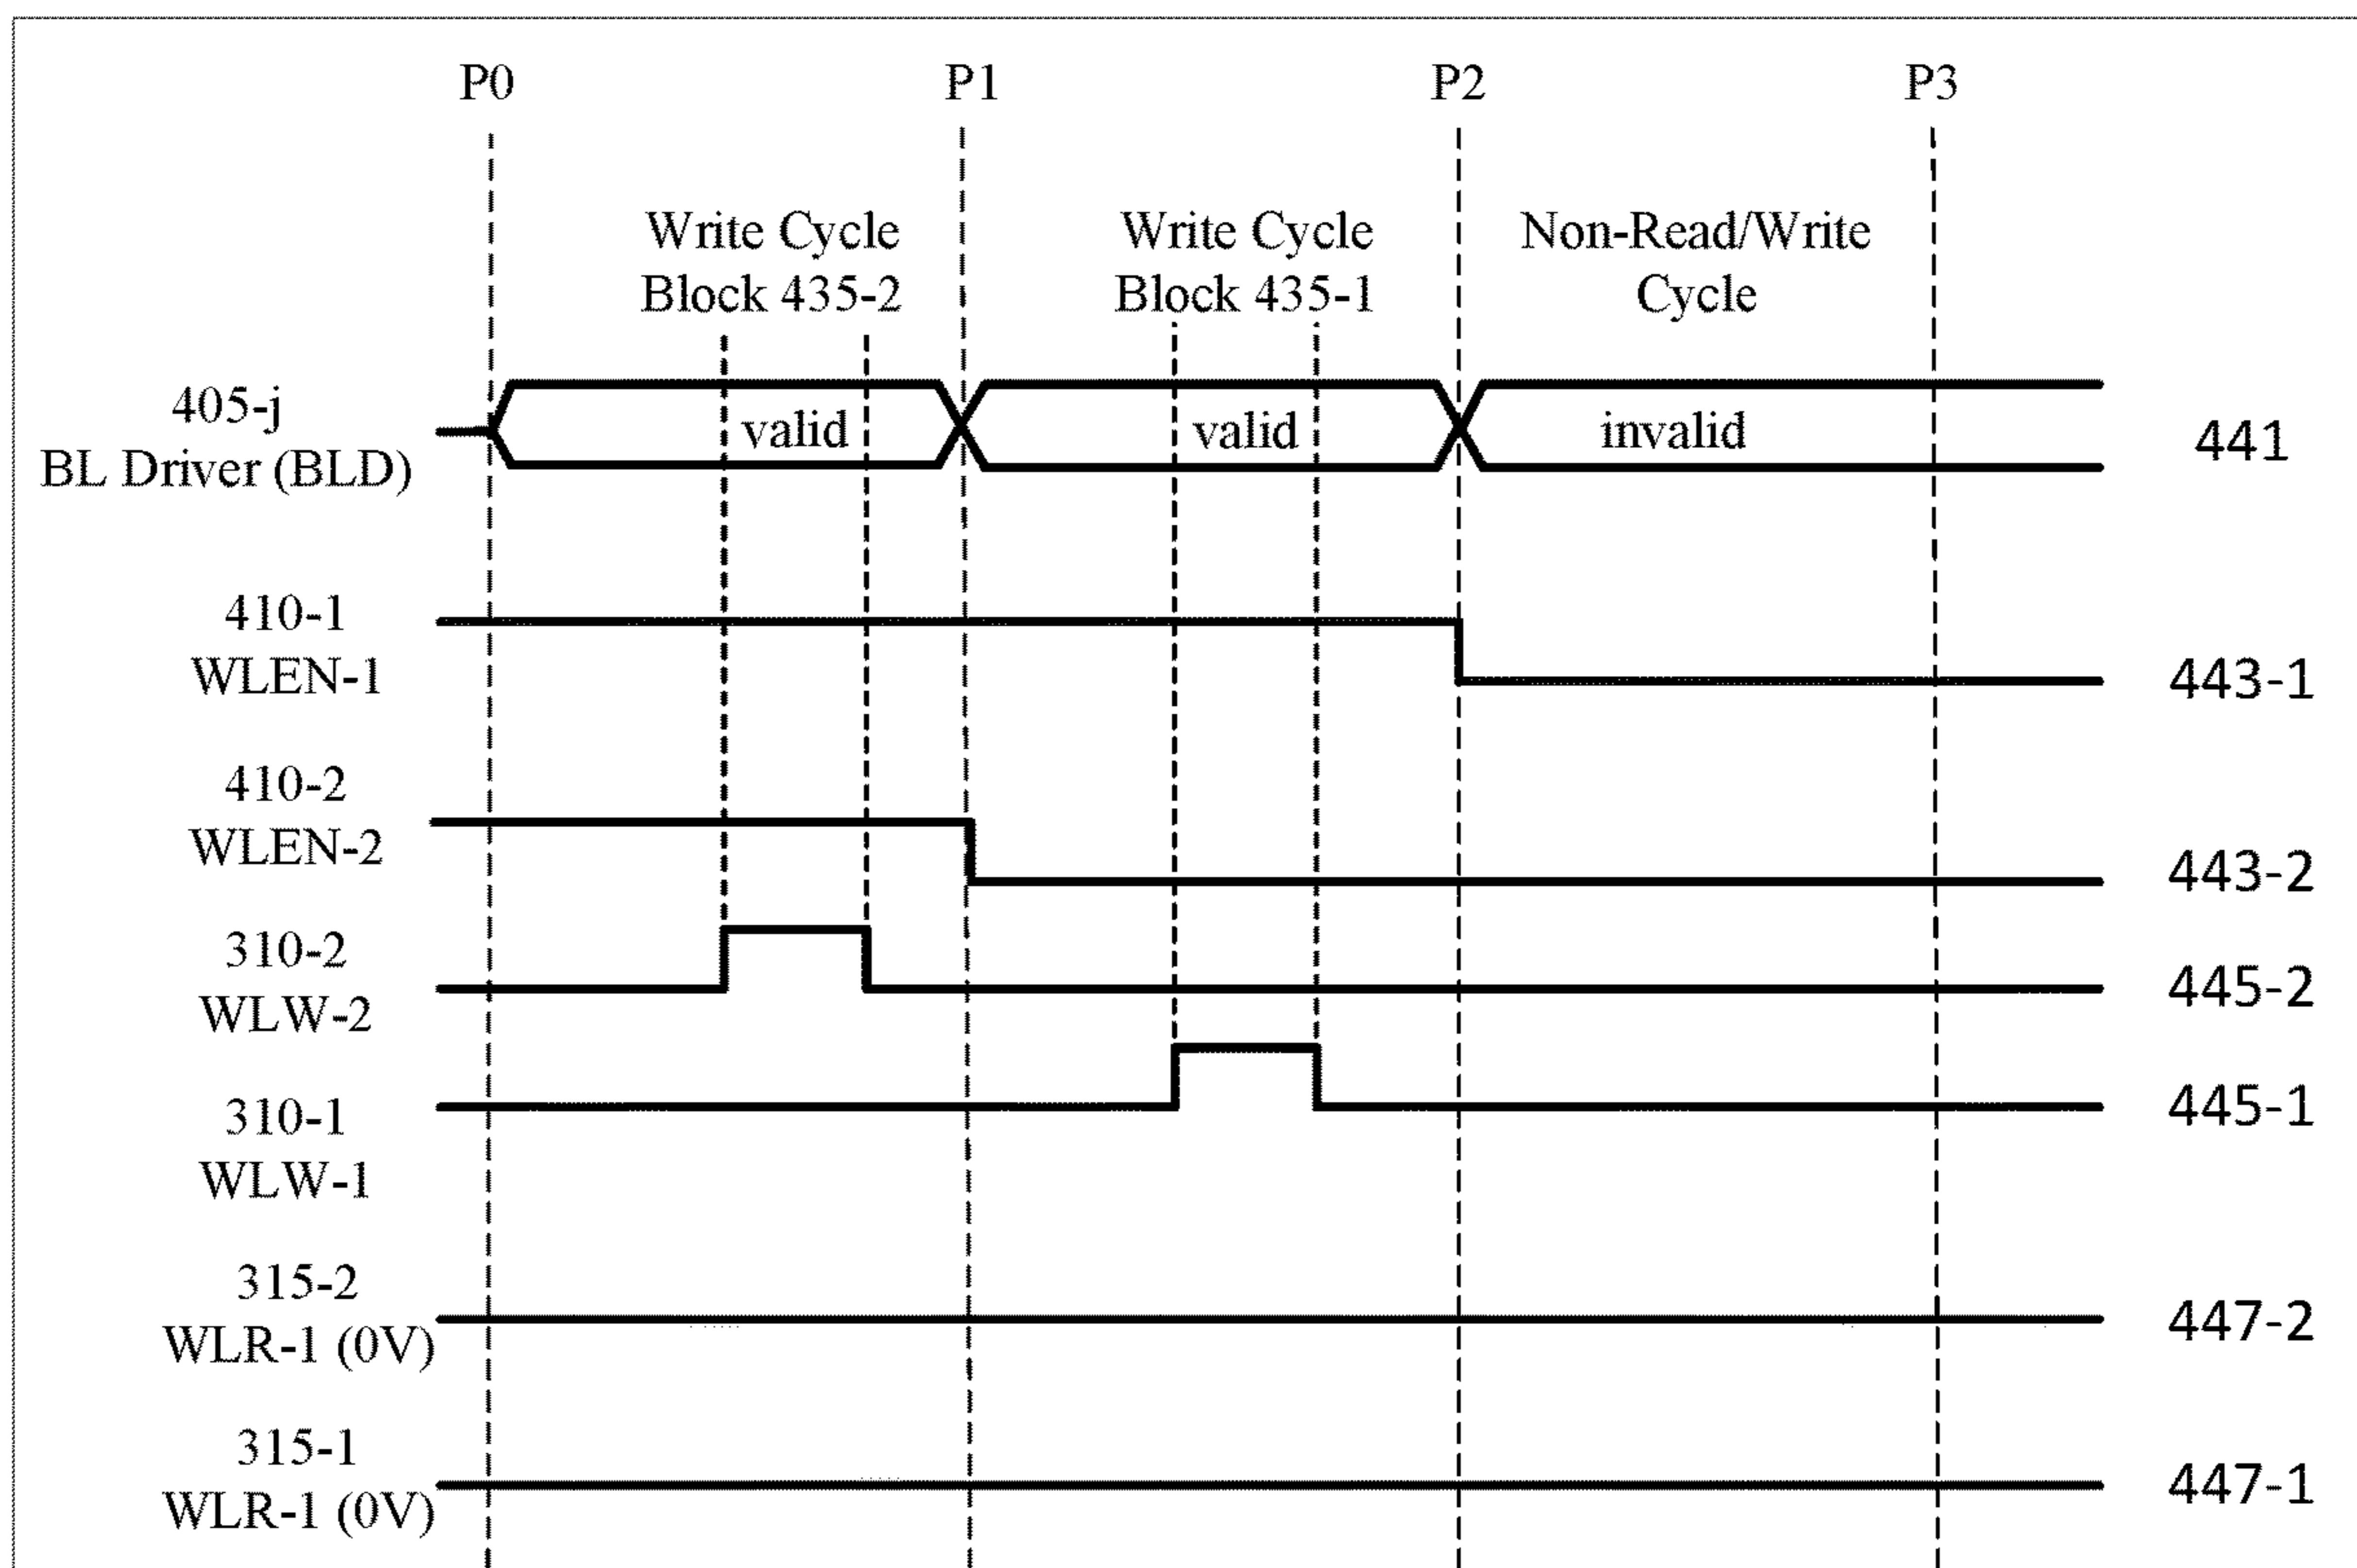 P0 P1 P2 P3
Write Cycle Write Cycle Non-Read/Write
Block 435-2 Block 435-1 Cycle
405-j
BL Driver (BLD)
valid valid invalid 441
410-1
WLEN-1 443-1
410-2
WLEN-2 443-2
310-2
WLW-2 445-2
310-1 445-1
WLW-1
315-2
WLR-1 (0V) 447-2
315-1
WLR-1 (0V) 447-1